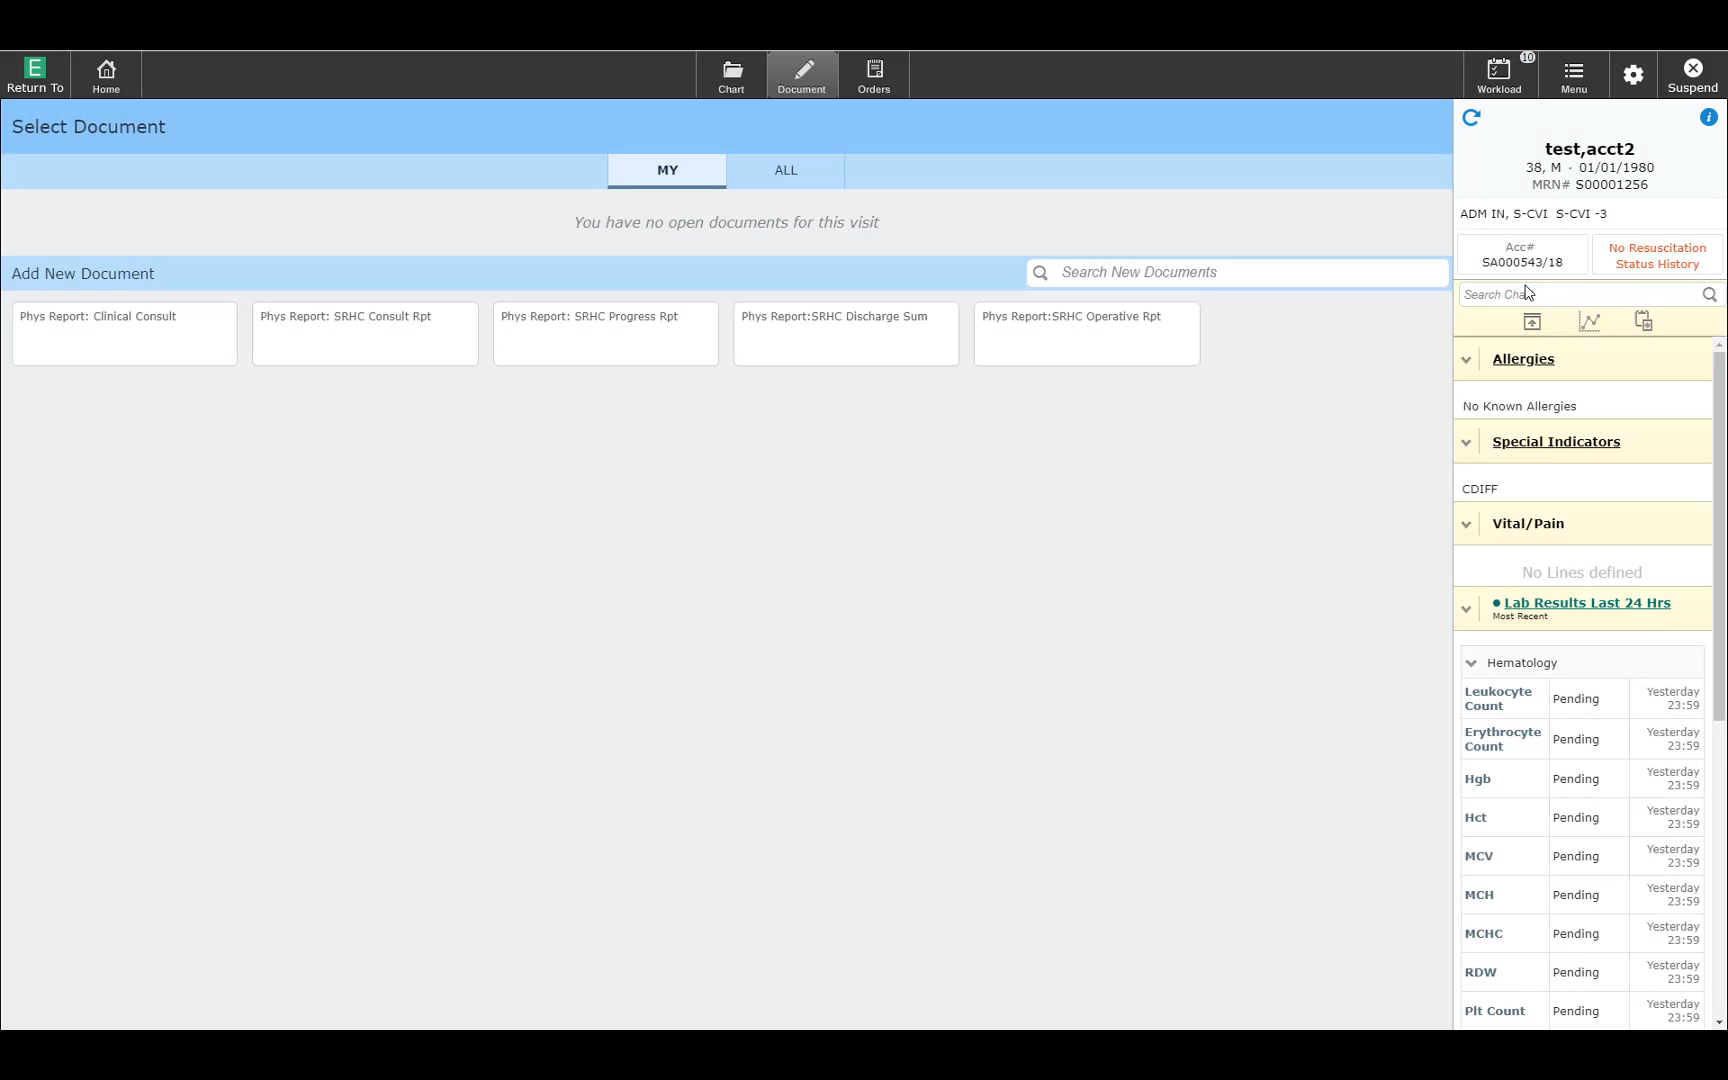 E
Return To
Home
Chart
Document
Orders
10
Workload
Menu
Suspend
Select Document
MY
ALL
You have no open documents for this visit
Add New Document
Search New Documents
Phys Report: Clinical Consult
Phys Report: SRHC Consult Rpt
Phys Report: SRHC Progress Rpt
Phys Report:SRHC Discharge Sum
Phys Report:SRHC Operative Rpt
i
test,acct2
38, M · 01/01/1980
MRN# S00001256
ADM IN, S-CVI S-CVI -3
Acc#
SA000543/18
No Resuscitation
Status History
Search
Allergies
No Known Allergies
Special Indicators
CDIFF
Vital/Pain
No Lines defined
Lab Results Last 24 Hrs
Most Recent
Hematology
Leukocyte
Count
Pending
Yesterday
23:59
Erythrocyte
Count
Pending
Yesterday
23:59
Hgb
Pending
Yesterday
23:59
Hct
Pending
Yesterday
23:59
MCV
Pending
Yesterday
23:59
MCH
Pending
Yesterday
23:59
MCHC
Pending
Yesterday
23:59
RDW
Pending
Yesterday
23:59
Plt Count
Pending
Yesterday
23:59